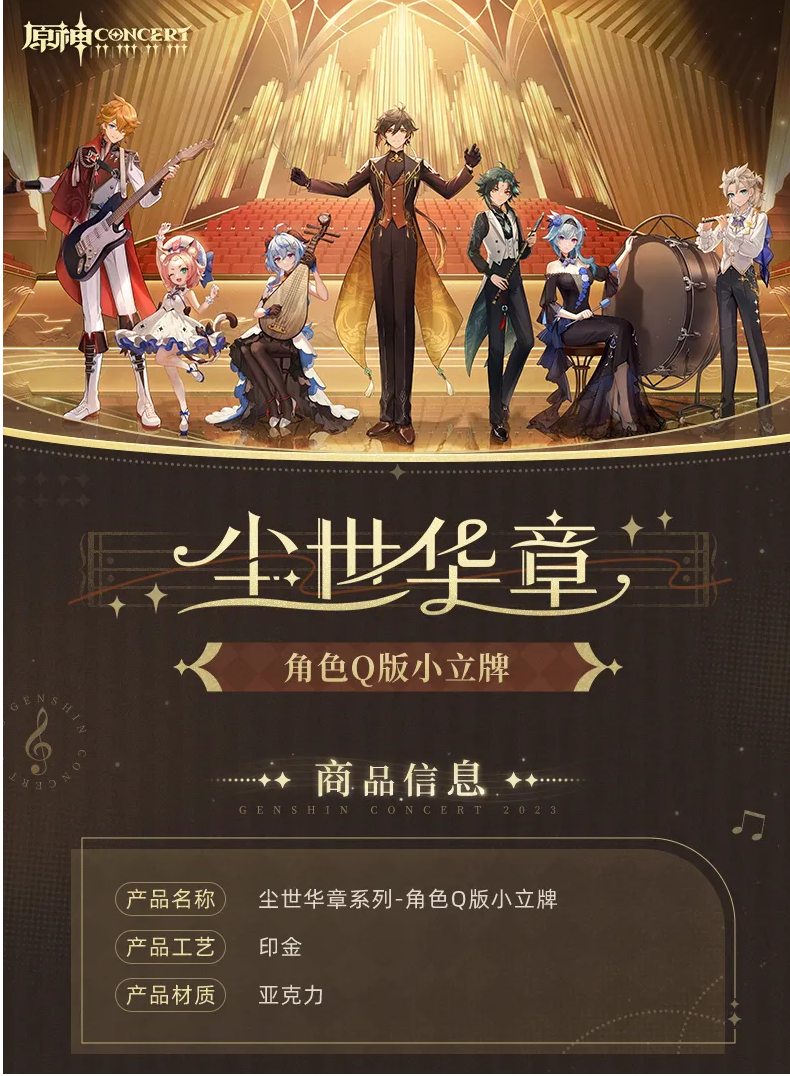 原神CONCERT
尘世华章
角色Q版小立牌
GENSHIN CONCERT
商品信息
GENSHIN CONCERT 2023
产品名称 尘世华章系列-角色Q版小立牌
产品工艺 印金
产品材质 亚克力